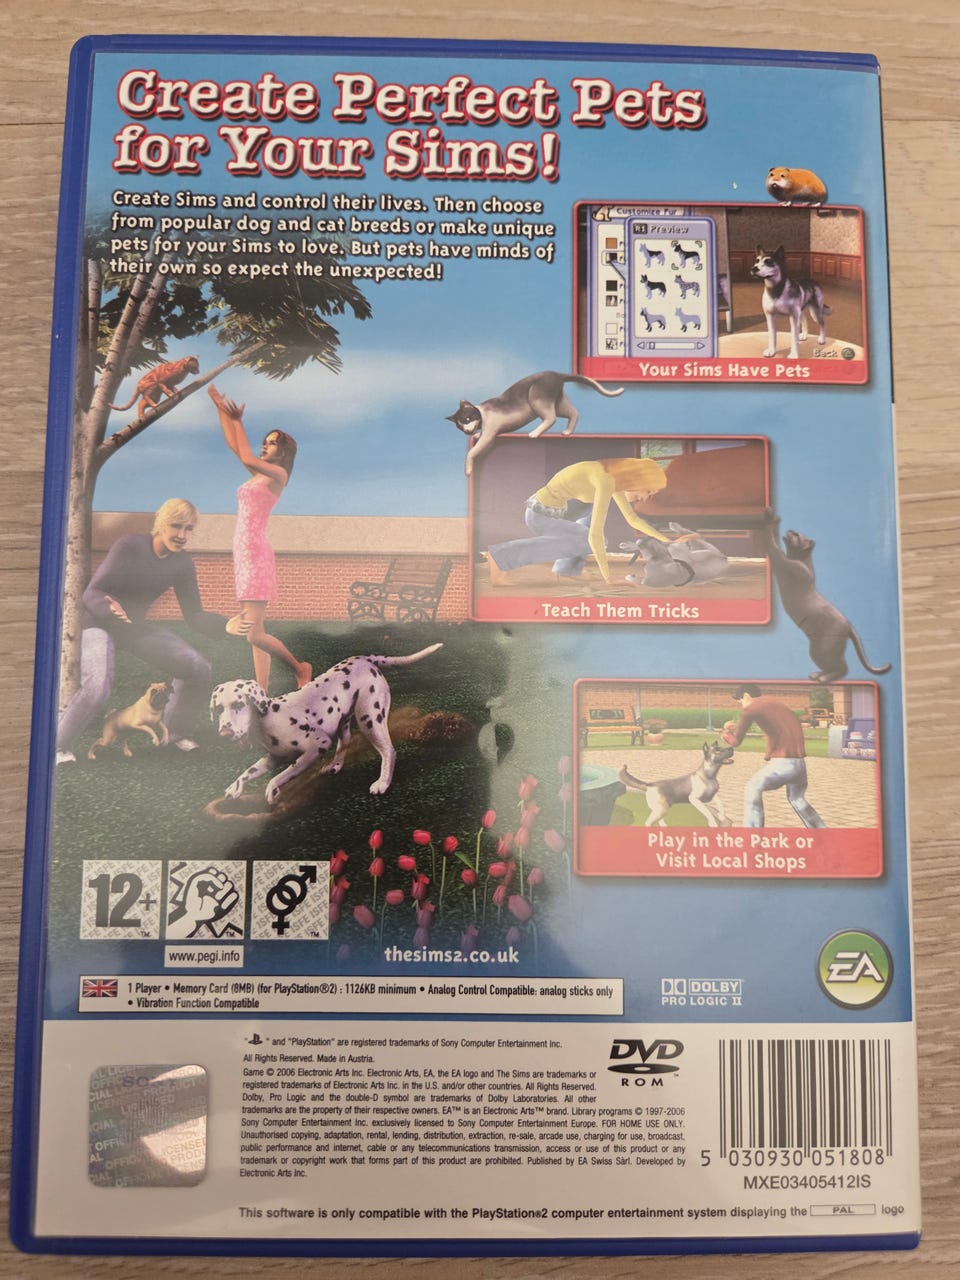 Create Perfect Pets
for Your Sims!
Create Sims and control their lives. Then choose
from popular dog and cat breeds or make unique
pets for your Sims to love. But pets have minds of
their own so expect the unexpected!
Customize Fur
R1 Preview
Back
Your Sims Have Pets
Teach Them Tricks
Play in the Park or
Visit Local Shops
12+
www.pegi.info
thesims2.co.uk
EA
1 Player • Memory Card (8MB) (for PlayStation®2) : 1126KB minimum • Analog Control Compatible: analog sticks only
• Vibration Function Compatible
DOLBY
PRO LOGIC II
" " and "PlayStation" are registered trademarks of Sony Computer Entertainment Inc.
All Rights Reserved. Made in Austria.
Game © 2006 Electronic Arts Inc. Electronic Arts, EA, the EA logo and The Sims are trademarks or
registered trademarks of Electronic Arts Inc. in the U.S. and/or other countries. All Rights Reserved.
Dolby, Pro Logic and the double-D symbol are trademarks of Dolby Laboratories. All other
trademarks are the property of their respective owners. EA™ is an Electronic Arts™ brand. Library programs © 1997-2006
Sony Computer Entertainment Inc. exclusively licensed to Sony Computer Entertainment Europe. FOR HOME USE ONLY.
Unauthorised copying, adaptation, rental, lending, distribution, extraction, re-sale, arcade use, charging for use, broadcast,
public performance and internet, cable or any telecommunications transmission, access or use of this product or any
trademark or copyright work that forms part of this product are prohibited. Published by EA Swiss Sàrl. Developed by
Electronic Arts Inc.
DVD
ROM
5 030930 051808
MXE03405412IS
This software is only compatible with the PlayStation®2 computer entertainment system displaying the PAL logo